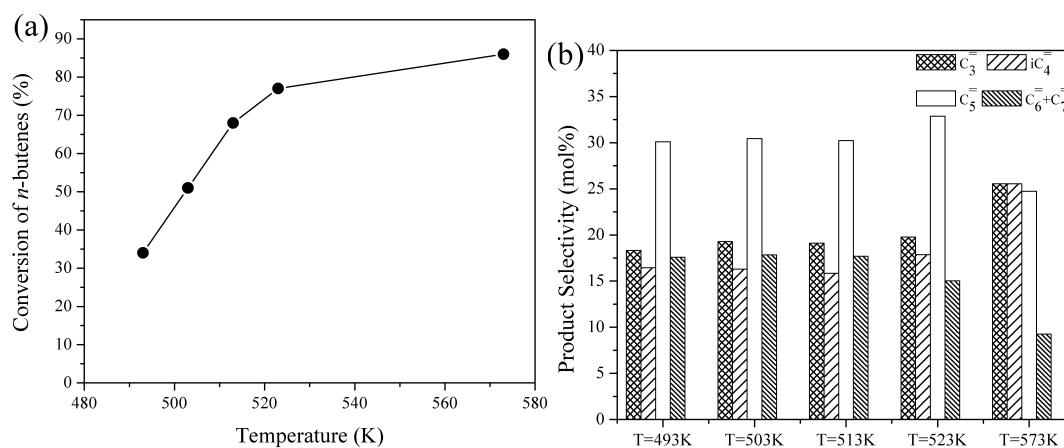 (a)
90
80
70
60
50
40
30
20
10
0
Conversion of n-butenes (%)
480 500 520 540 560 580
Temperature (K)
(b)
40
35
30
25
20
15
10
5
0
Product Selectivity (mol%)
C₃⁼ iC₄⁼
C₅⁼ C₆⁼+C₇⁼
T=493K T=503K T=513K T=523K T=573K